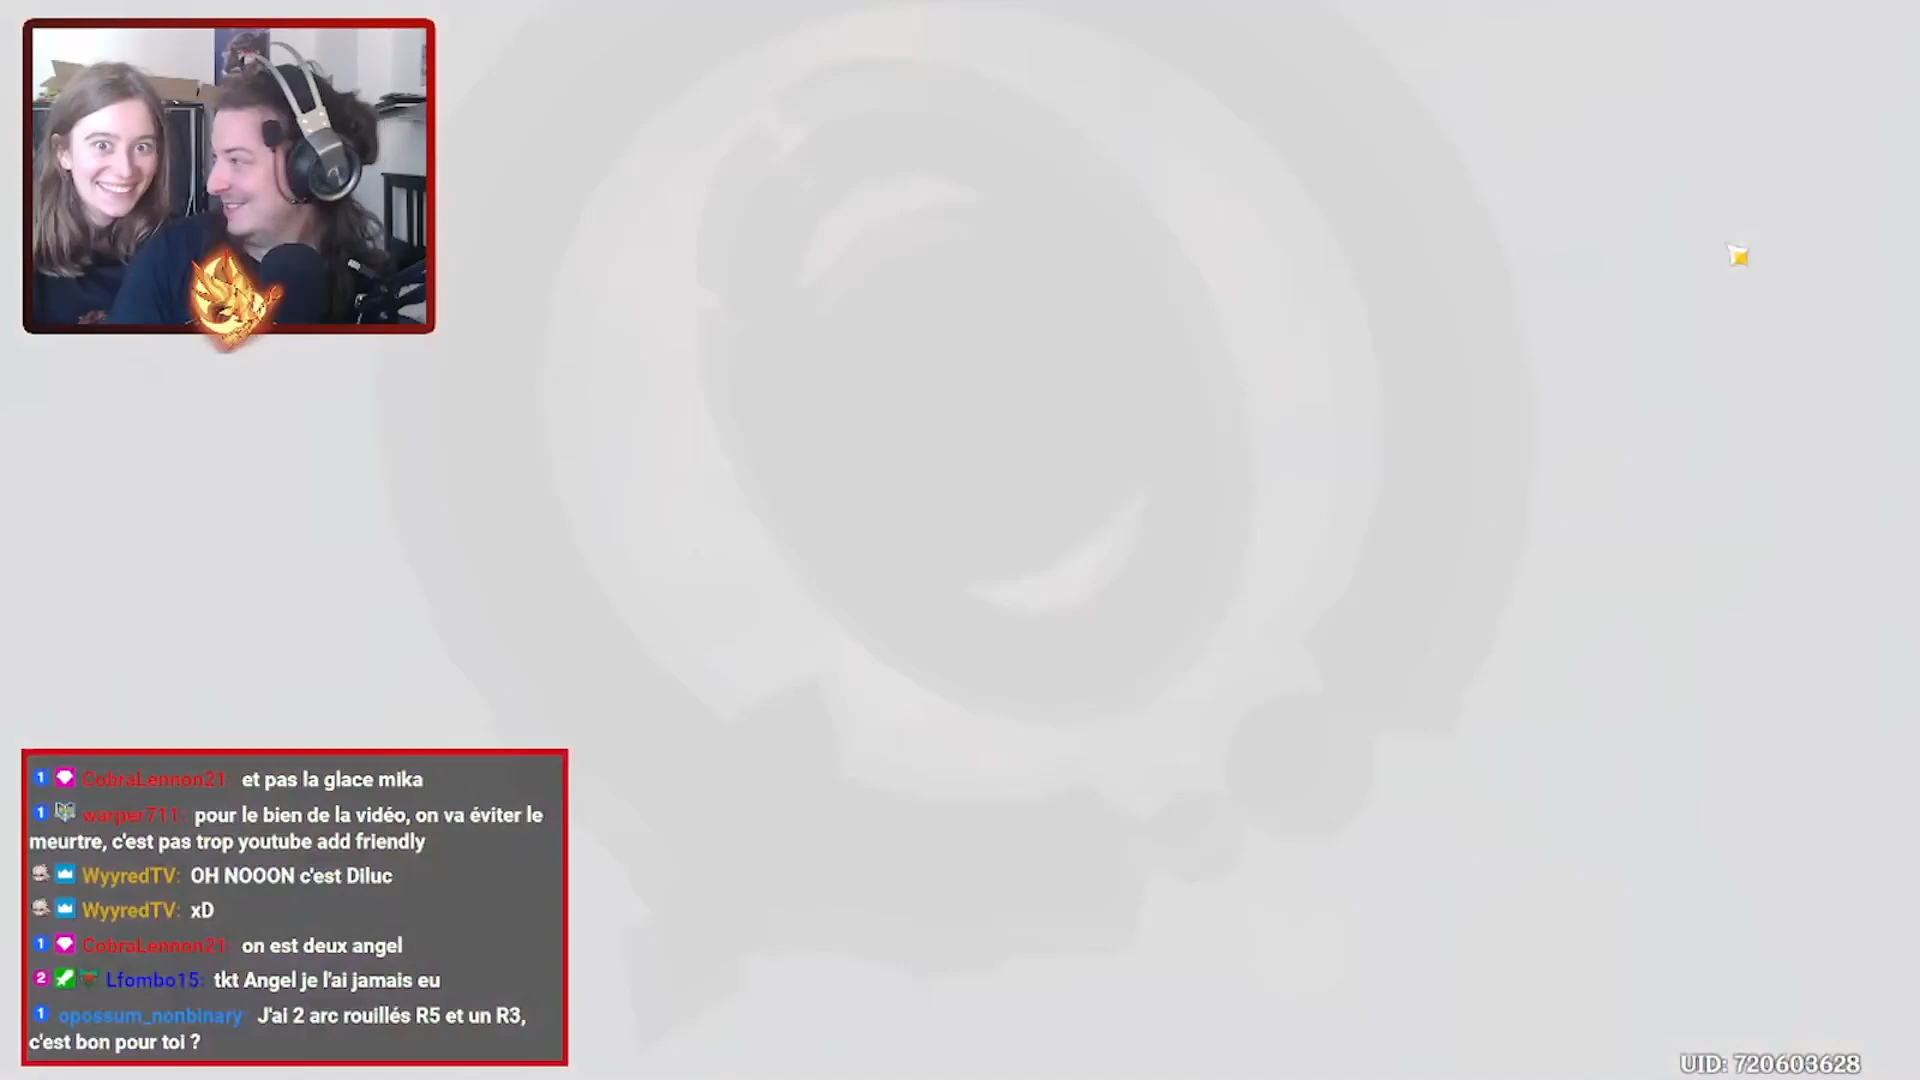 CobraLennon21: et pas la glace mika
warper711: pour le bien de la vidéo, on va éviter le
meurtre, c'est pas trop youtube add friendly
WyyredTV: OH NOOON c'est Diluc
WyyredTV: xD
CobraLennon21: on est deux angel
Lfombo15: tkt Angel je l'ai jamais eu
opossum_nonbinary: J'ai 2 arc rouillés R5 et un R3,
c'est bon pour toi ?
UID: 720603628